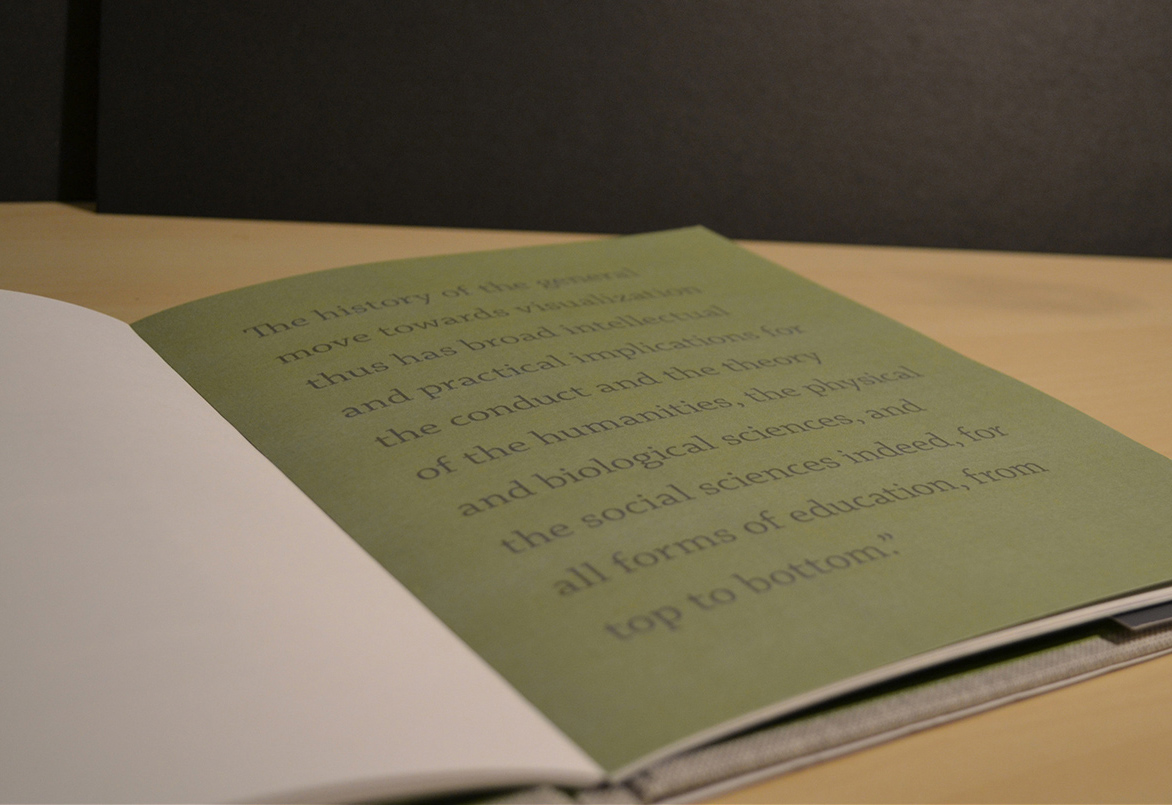 The history of the general
move towards visualization
thus has broad intellectual
and practical implications for
the conduct and the theory
of the humanities, the physical
and biological sciences, and
the social sciences indeed, for
all forms of education, from
top to bottom”.